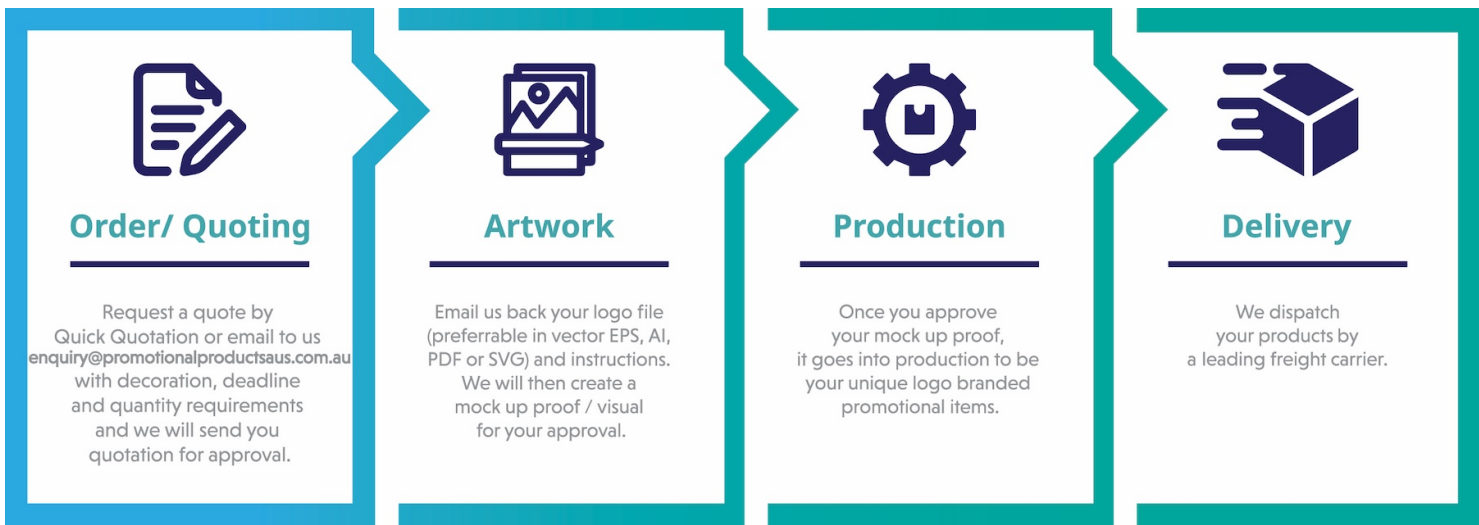 Order/ Quoting
Request a quote by
Quick Quotation or email to us
enquiry@promotionalproductsaus.com.au
with decoration, deadline
and quantity requirements
and we will send you
quotation for approval.
Artwork
Email us back your logo file
(preferrable in vector EPS, AI,
PDF or SVG) and instructions.
We will then create a
mock up proof / visual
for your approval.
Production
Once you approve
your mock up proof,
it goes into production to be
your unique logo branded
promotional items.
Delivery
We dispatch
your products by
a leading freight carrier.